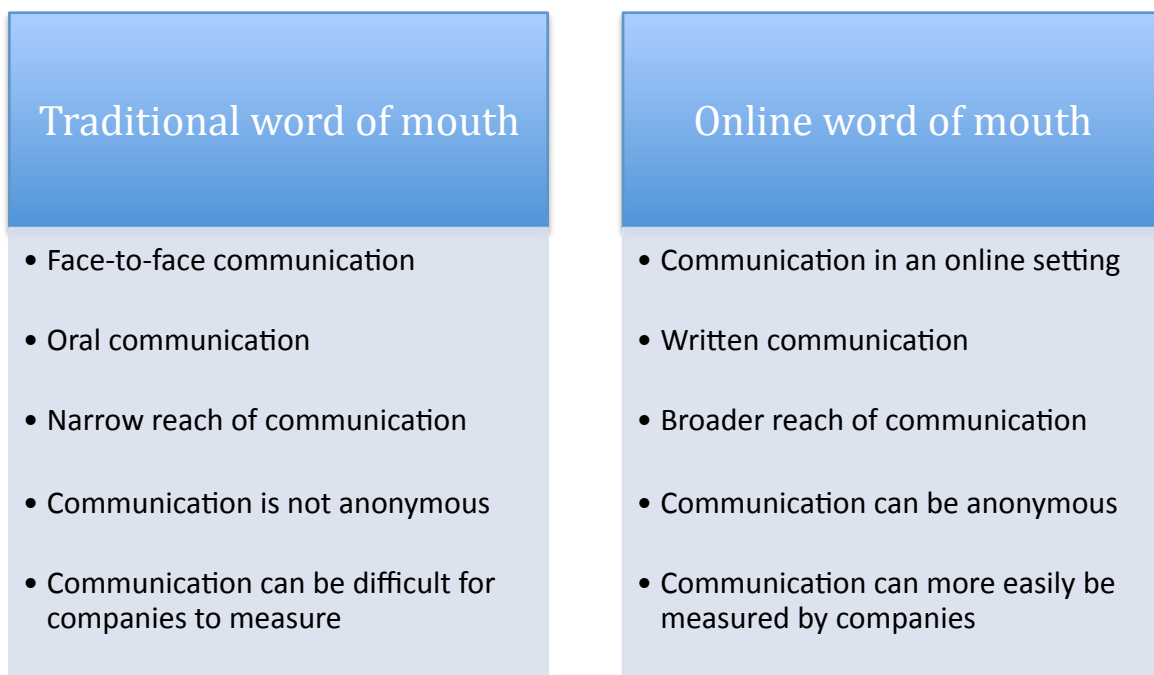 Traditional word of mouth
• Face-to-face communication
• Oral communication
• Narrow reach of communication
• Communication is not anonymous
• Communication can be difficult for
companies to measure
Online word of mouth
• Communication in an online setting
• Written communication
• Broader reach of communication
• Communication can be anonymous
• Communication can more easily be
measured by companies